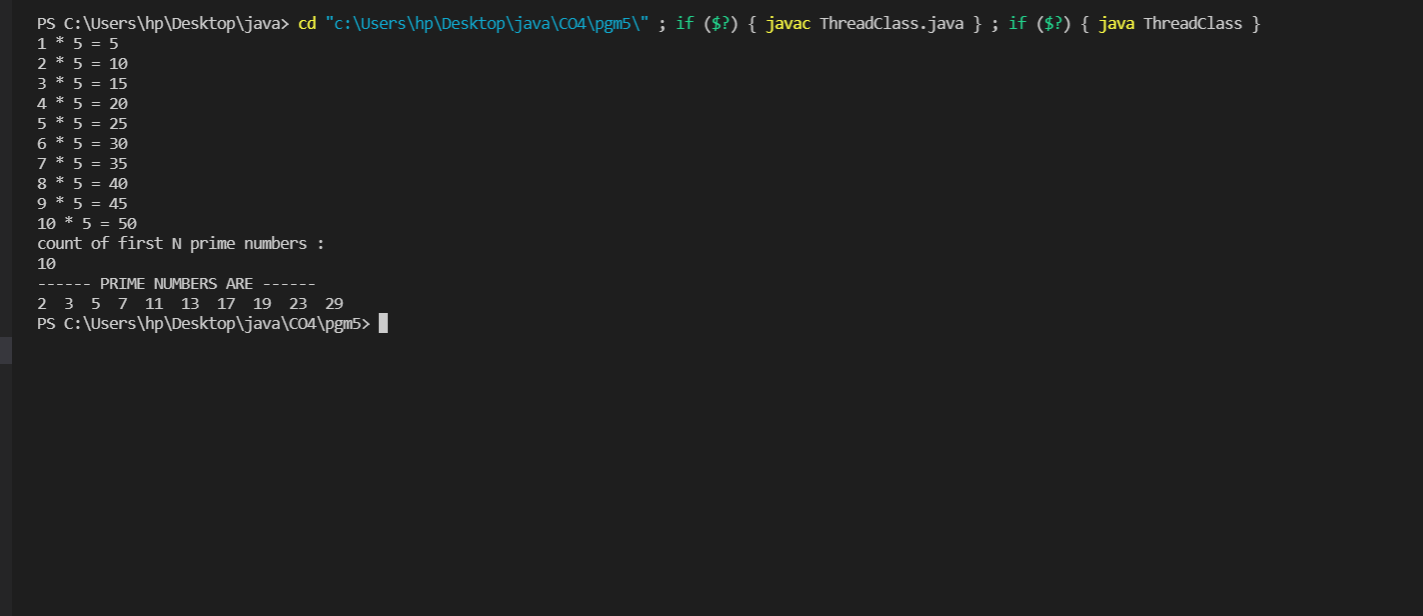 PS C:\Users\hp\Desktop\java> cd "c:\Users\hp\Desktop\java\CO4\pgm5\" ; if ($?) { javac ThreadClass.java } ; if ($?) { java ThreadClass }
1 * 5 = 5
2 * 5 = 10
3 * 5 = 15
4 * 5 = 20
5 * 5 = 25
6 * 5 = 30
7 * 5 = 35
8 * 5 = 40
9 * 5 = 45
10 * 5 = 50
count of first N prime numbers :
10
------ PRIME NUMBERS ARE ------
2  3  5  7  11  13  17  19  23  29
PS C:\Users\hp\Desktop\java\CO4\pgm5>